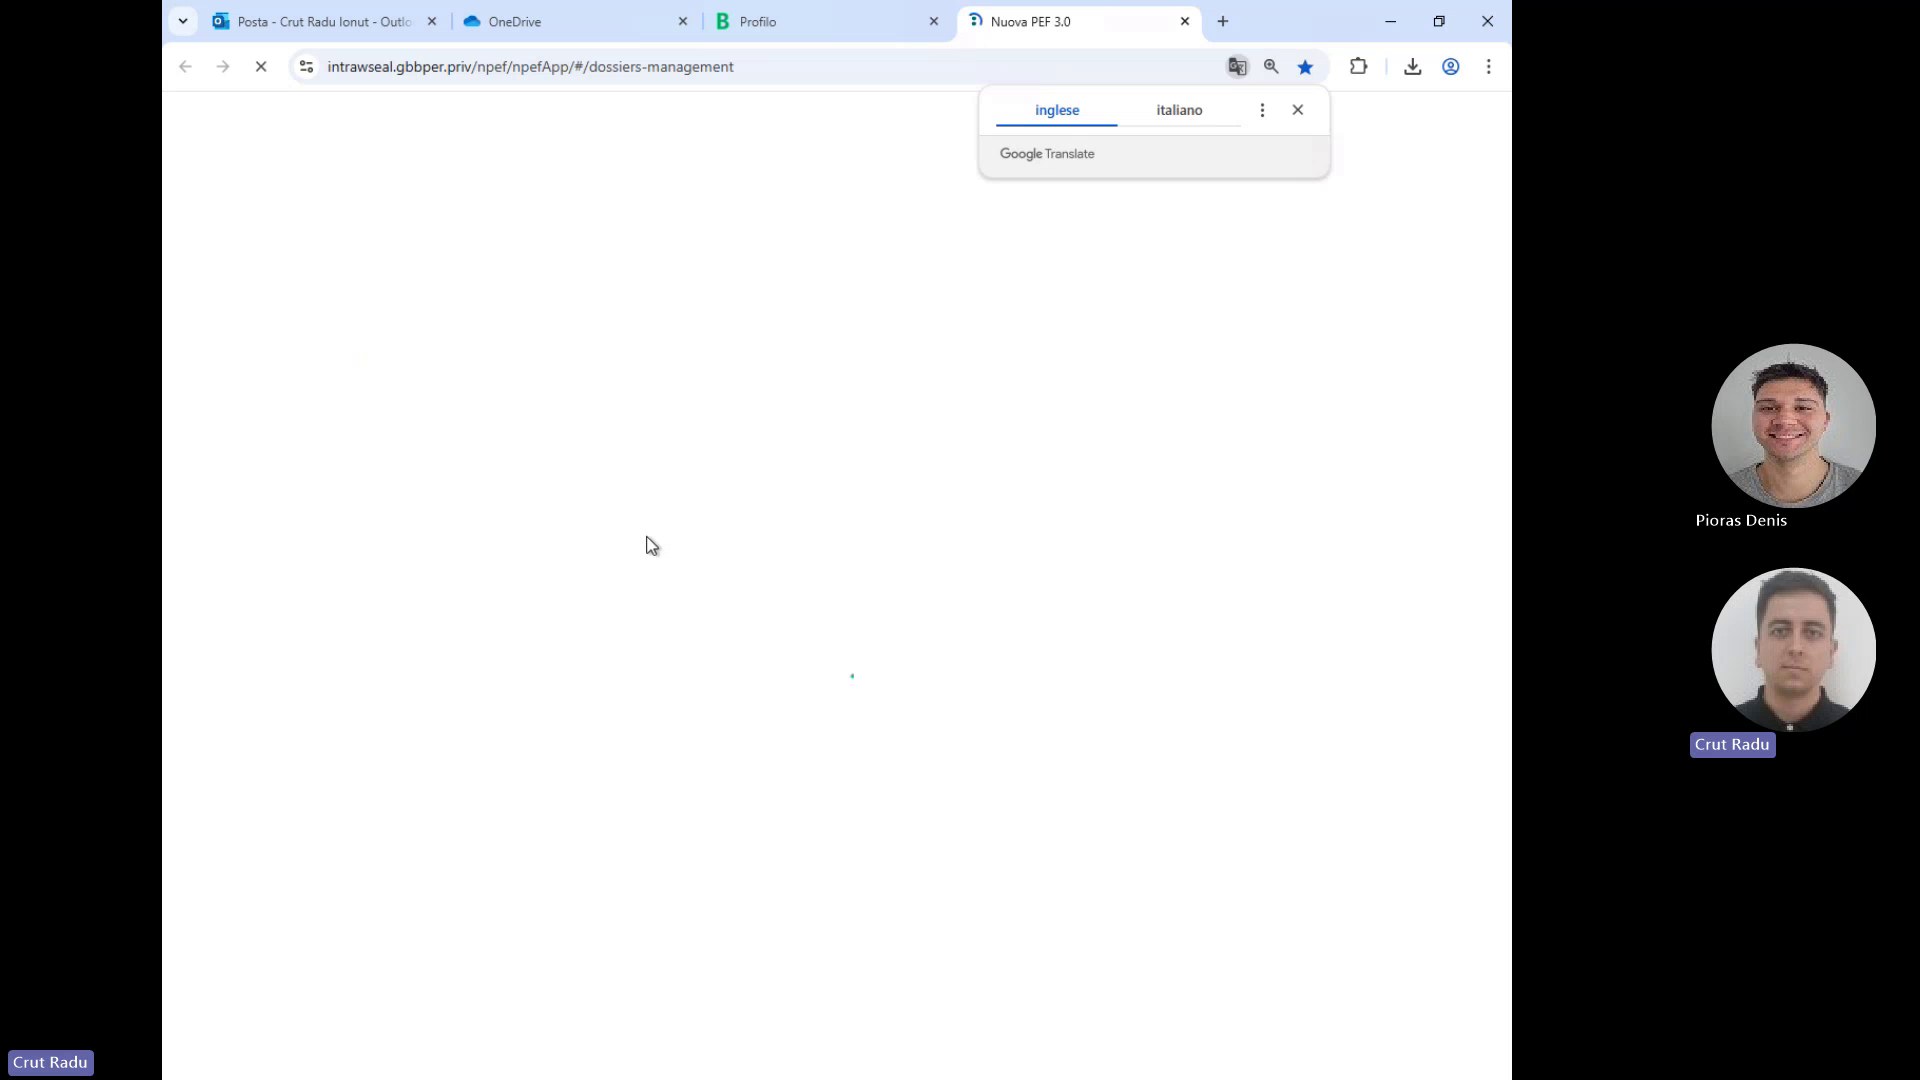 Posta - Crut Radu Ionut - Outlo
OneDrive
Profilo
Nuova PEF 3.0
intrawseal.gbbper.priv/npef/npefApp/#/dossiers-management
inglese
italiano
Google Translate
Pioras Denis
Crut Radu
Crut Radu